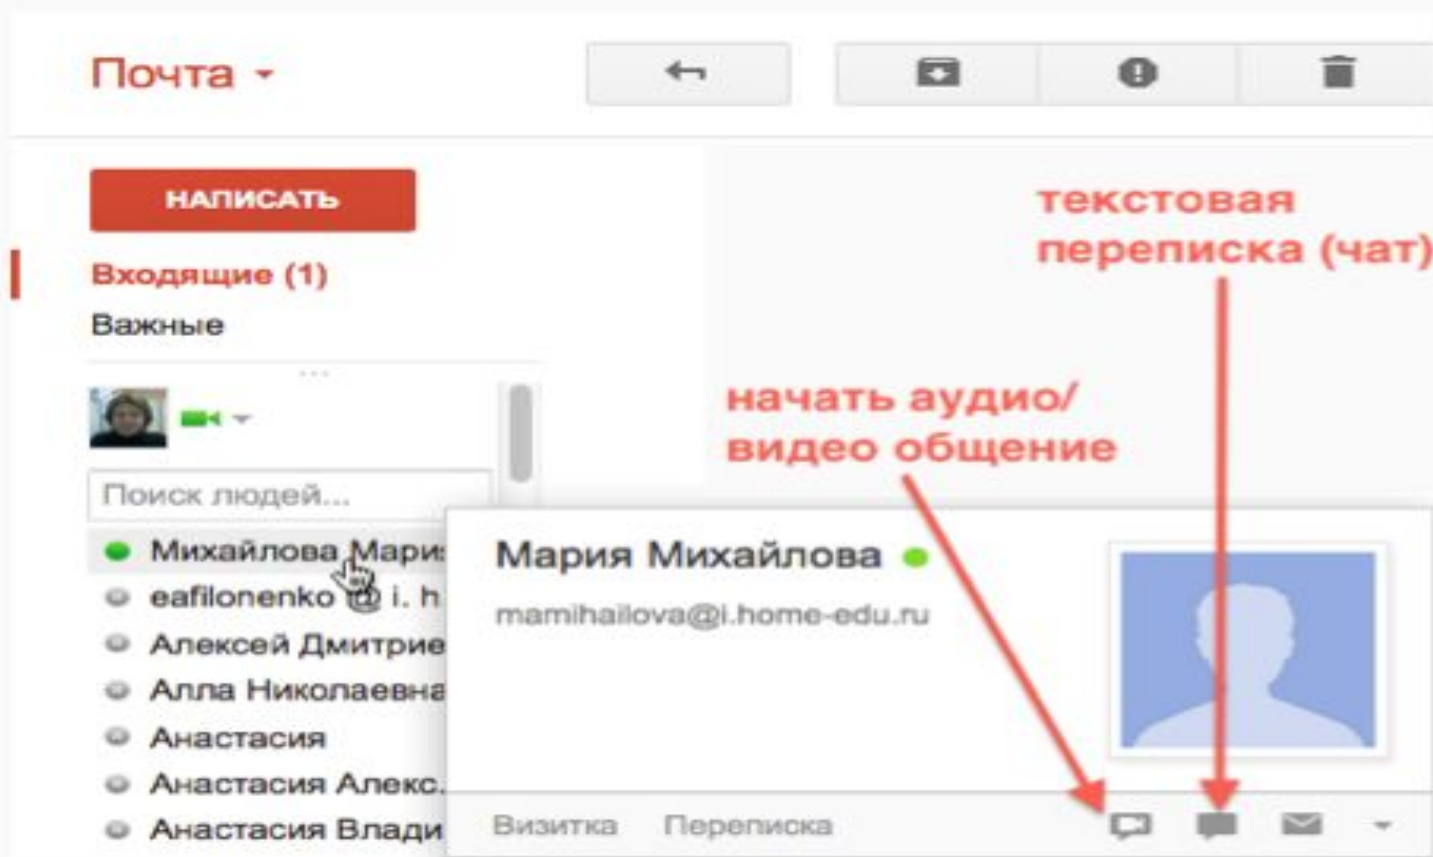 Почта
НАПИСАТЬ
Входящие (1)
Важные
текстовая
переписка (чат)
начать аудио/
видео общение
Поиск людей...
Михайлова Мари
eafilonenko @ i. h
Алексей Дмитрие
Алла Николаевна
Анастасия
Анастасия Алекс.
Анастасия Влади
Мария Михайлова
mamihailova@i.home-edu.ru
Визитка Переписка